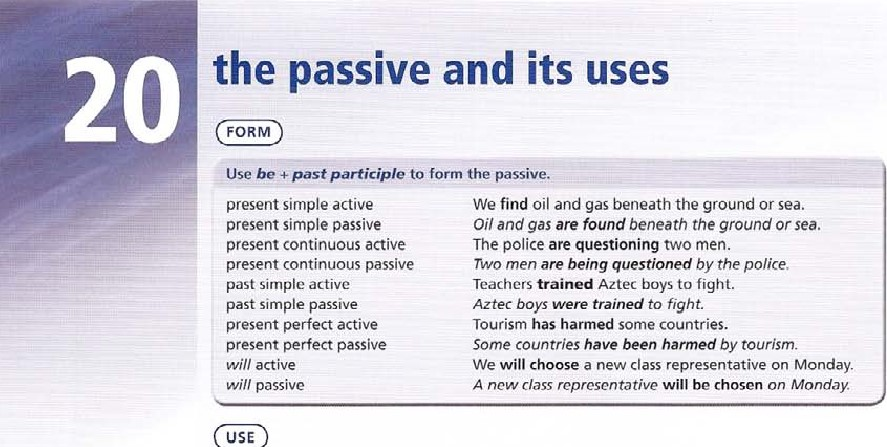 20
the passive and its uses
FORM
Use be + past participle to form the passive.
present simple active We find oil and gas beneath the ground or sea.
present simple passive Oil and gas are found beneath the ground or sea.
present continuous active The police are questioning two men.
present continuous passive Two men are being questioned by the police.
past simple active Teachers trained Aztec boys to fight.
past simple passive Aztec boys were trained to fight.
present perfect active Tourism has harmed some countries.
present perfect passive Some countries have been harmed by tourism.
will active We will choose a new class representative on Monday.
will passive A new class representative will be chosen on Monday.
USE